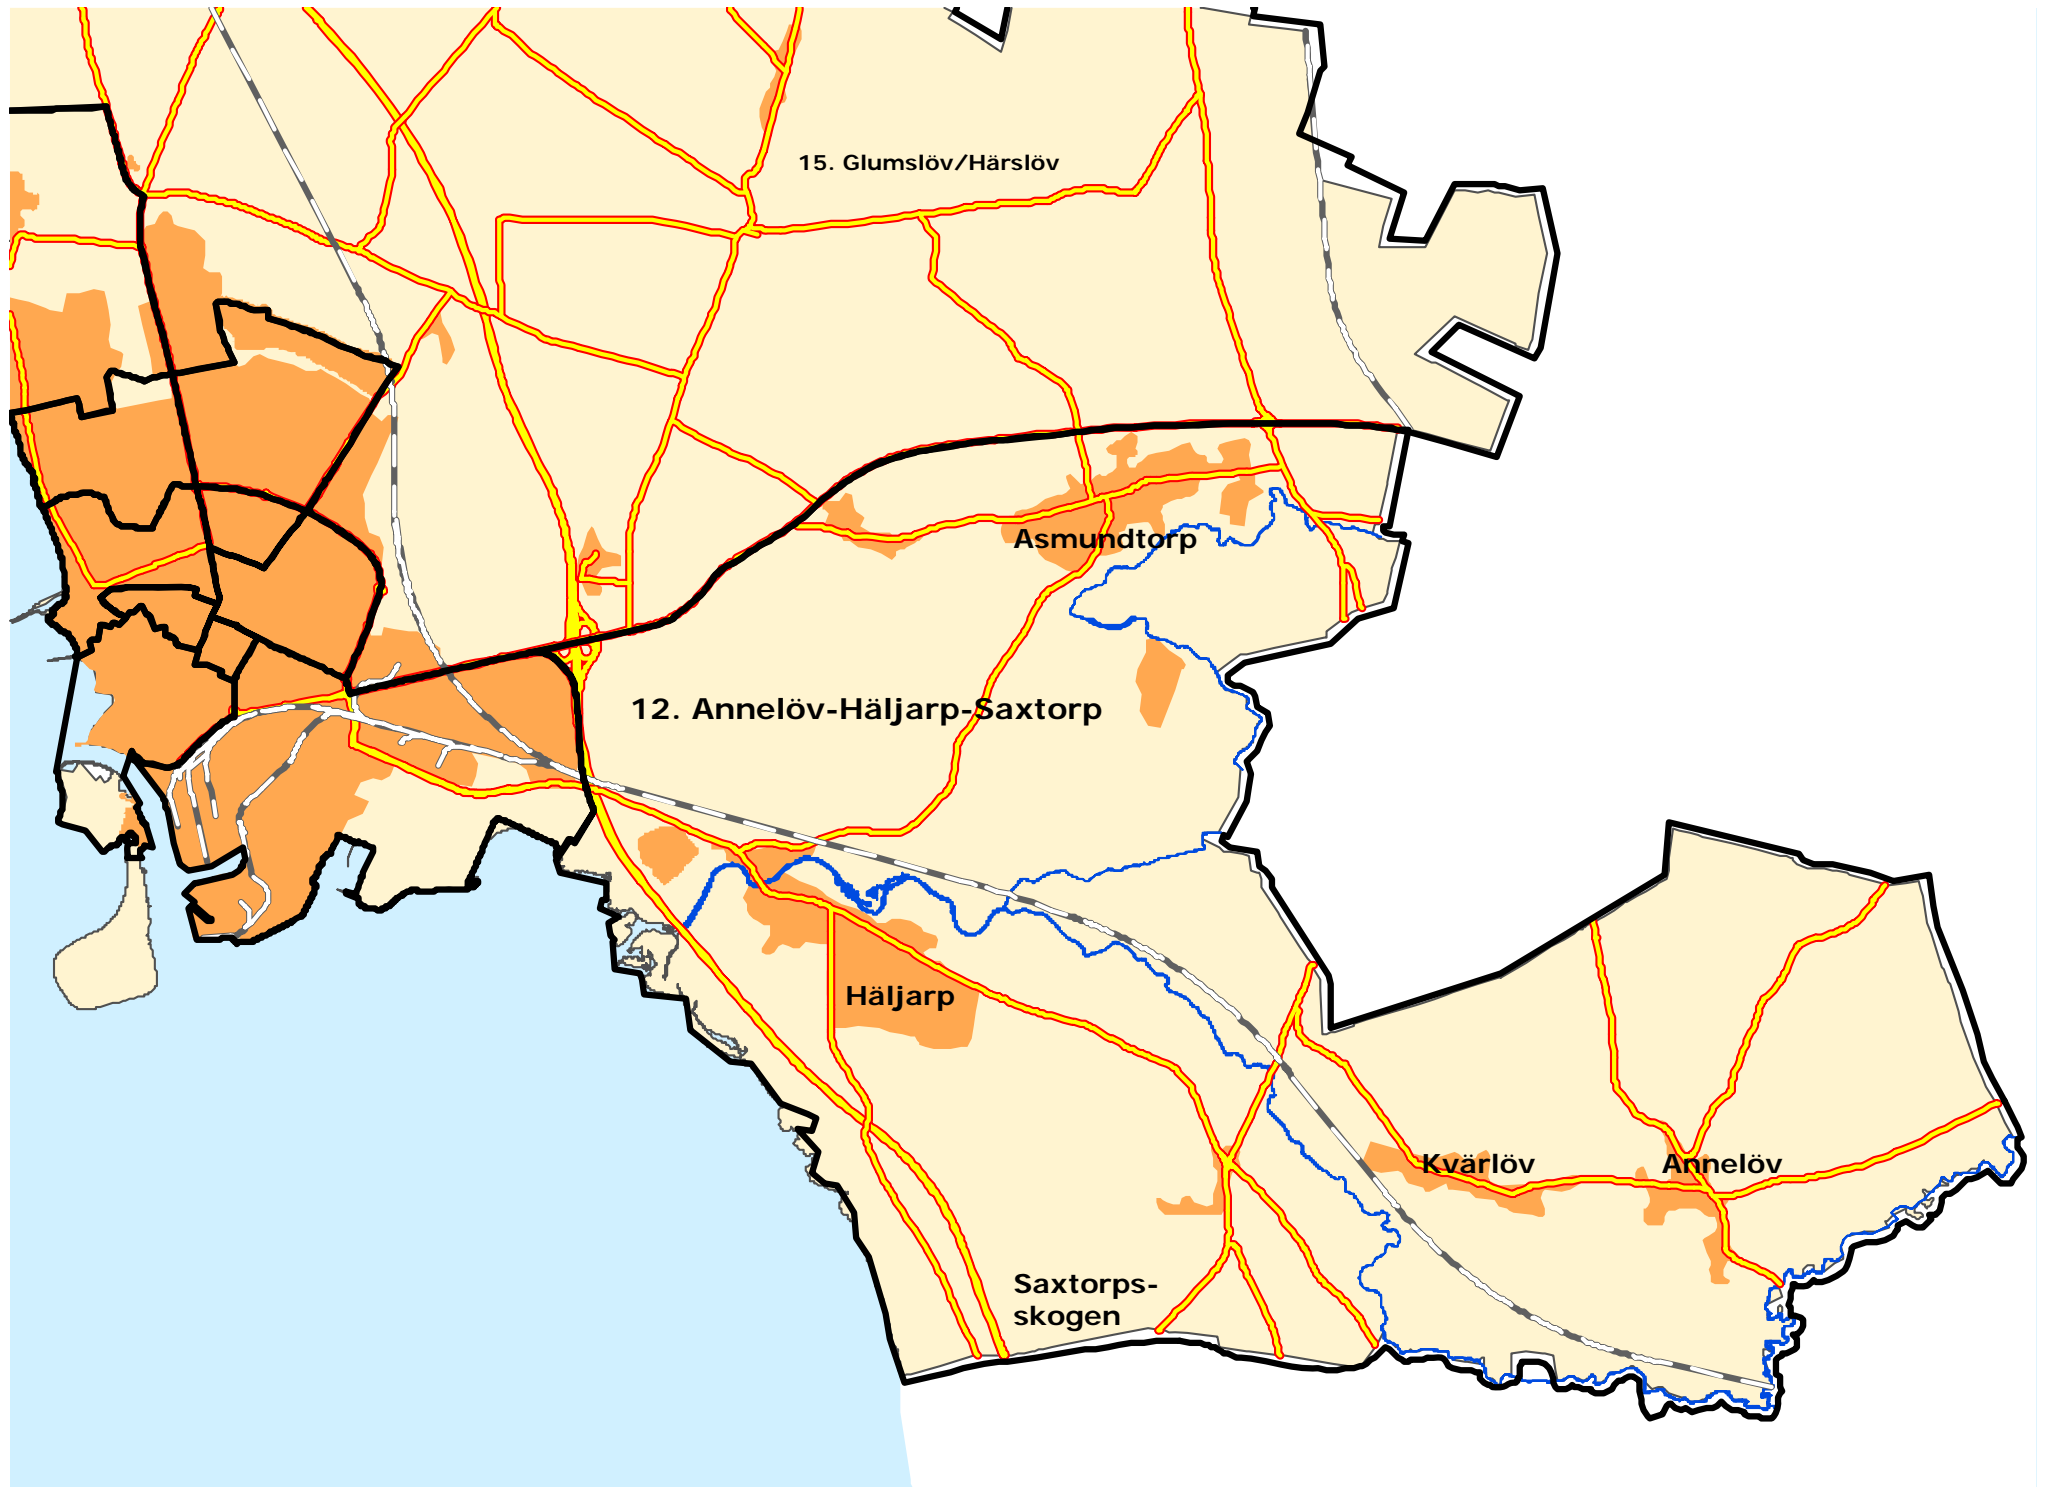 15. Glumslöv/Härslöv
Asmundtorp
12. Annelöv-Häljarp-Saxtorp
Häljarp
Kvärlöv
Annelöv
Saxtorps-
skogen